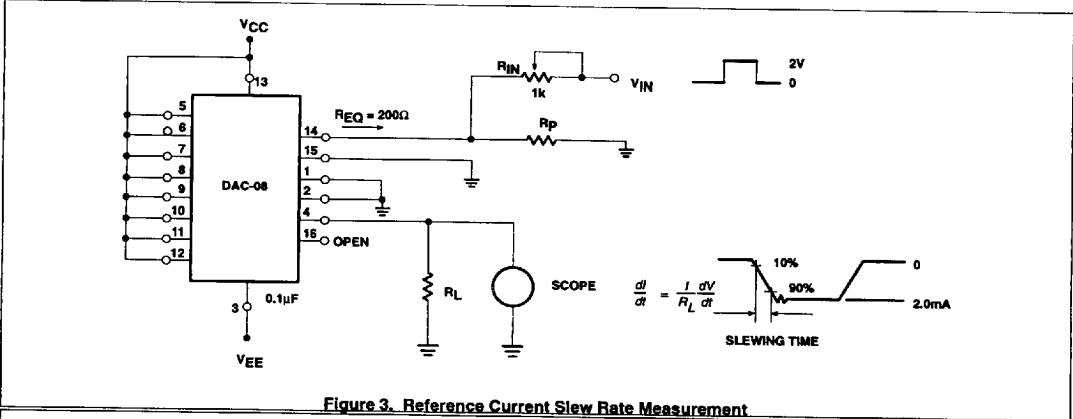 VCC
13
5
6
7
8
9
10
11
12
DAC-08
14
15
1
2
4
16
OPEN
REQ = 200Ω
RIN
1k
VIN
RP
2V
0
RL
SCOPE
dI/dt = I/RL dV/dt
10%
90%
0
2.0mA
SLEWING TIME
3
0.1μF
VEE
Figure 3. Reference Current Slew Rate Measurement